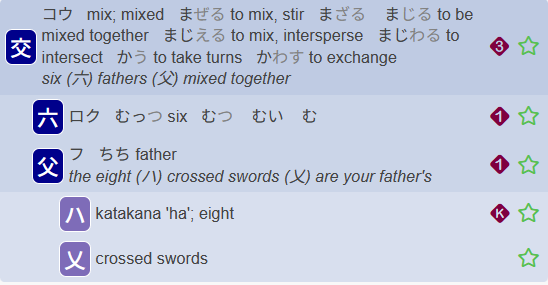 交 コウ mix; mixed まぜる to mix, stir まざる まじる to be
mixed together まじえる to mix, intersperse まじわる to 3
intersect かう to take turns かわす to exchange
six (六) fathers (父) mixed together
六 ロク むっつ six むつ むい む 1
父 フ ちち father 1
the eight (ハ) crossed swords (乂) are your father's
ハ katakana 'ha'; eight K
乂 crossed swords